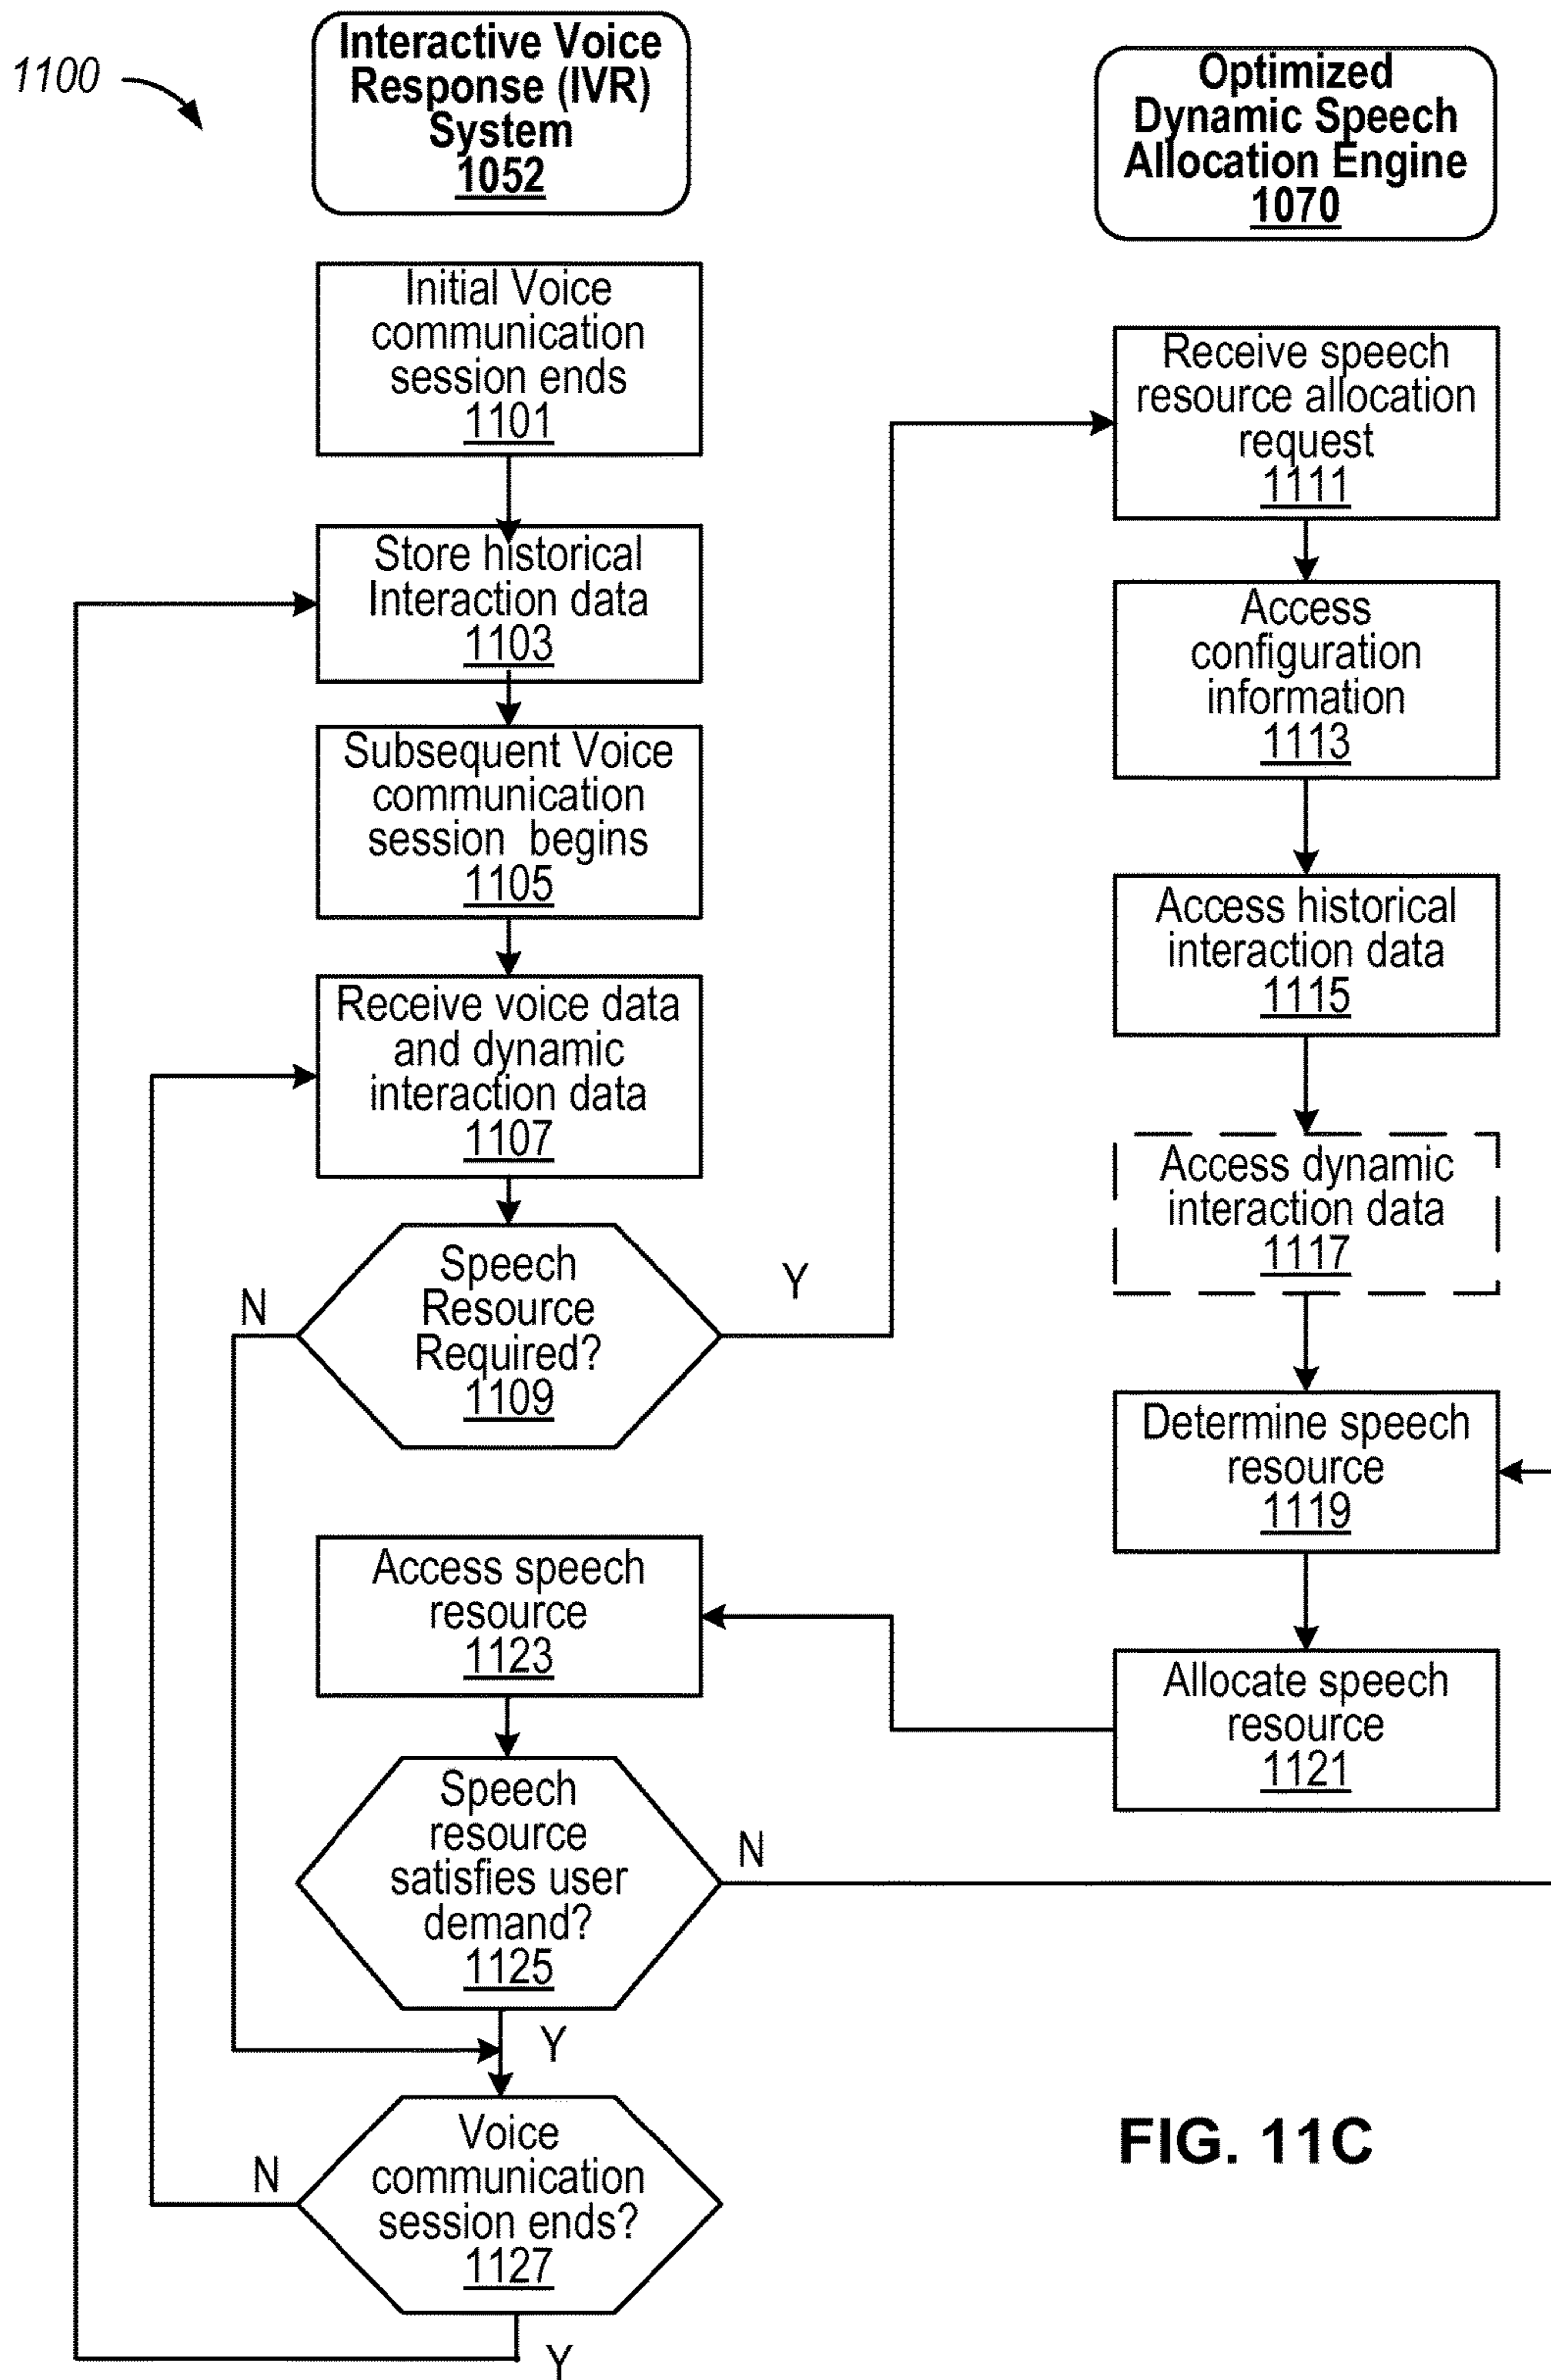 1100
Interactive Voice
Response (IVR)
System
1052
Optimized
Dynamic Speech
Allocation Engine
1070
Initial Voice
communication
session ends
1101
Store historical
Interaction data
1103
Subsequent Voice
communication
session begins
1105
Receive voice data
and dynamic
interaction data
1107
Speech
Resource
Required?
1109
N
Y
Receive speech
resource allocation
request
1111
Access
configuration
information
1113
Access historical
interaction data
1115
Access dynamic
interaction data
1117
Determine speech
resource
1119
Allocate speech
resource
1121
Access speech
resource
1123
Speech
resource
satisfies user
demand?
1125
N
Y
Voice
communication
session ends?
1127
N
Y
FIG. 11C